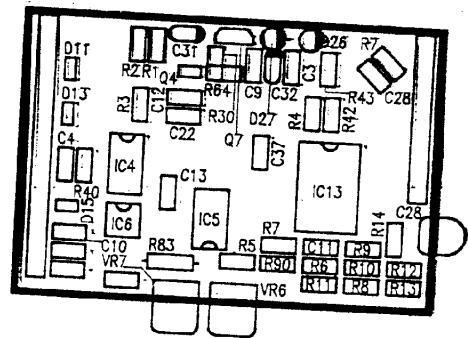 D11
R2
R1
C31
Q4
R64
C9
C32
C3
D26
R7
R43
C28
D13
R3
C12
C22
R30
Q7
D27
R4
R42
C4
R40
IC4
C13
C37
IC13
D15
IC6
IC5
C10
VR7
R83
R5
R7
R90
C11
R6
R11
R9
R10
R8
R14
C28
R12
R13
VR6